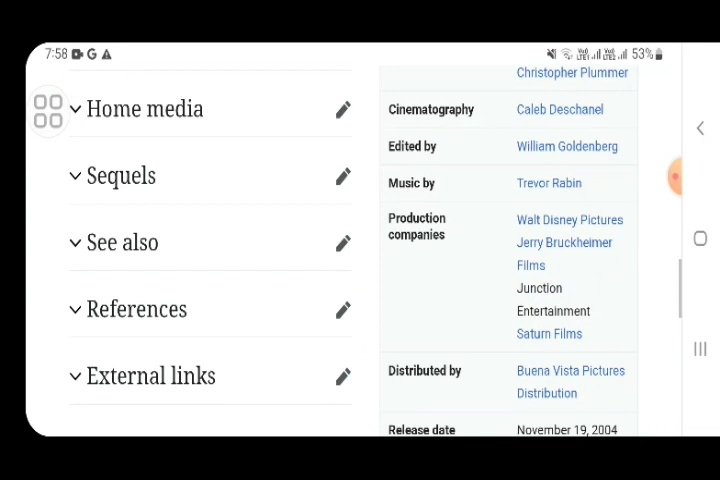 7:58 G 53%
Home media
Sequels
See also
References
External links
Christopher Plummer
Cinematography Caleb Deschanel
Edited by William Goldenberg
Music by Trevor Rabin
Production Walt Disney Pictures
companies Jerry Bruckheimer
Films
Junction
Entertainment
Saturn Films
Distributed by Buena Vista Pictures
Distribution
Release date November 19, 2004